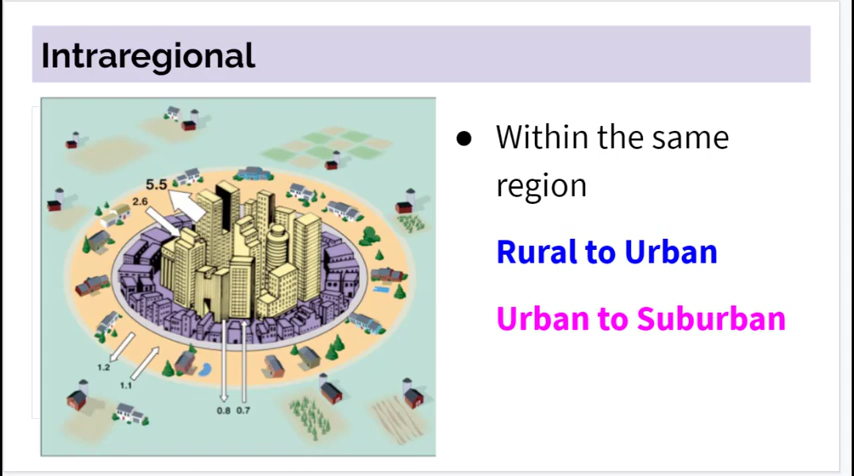 Intraregional
5.5
2.6
1.2
1.1
0.8 0.7
● Within the same
region
Rural to Urban
Urban to Suburban